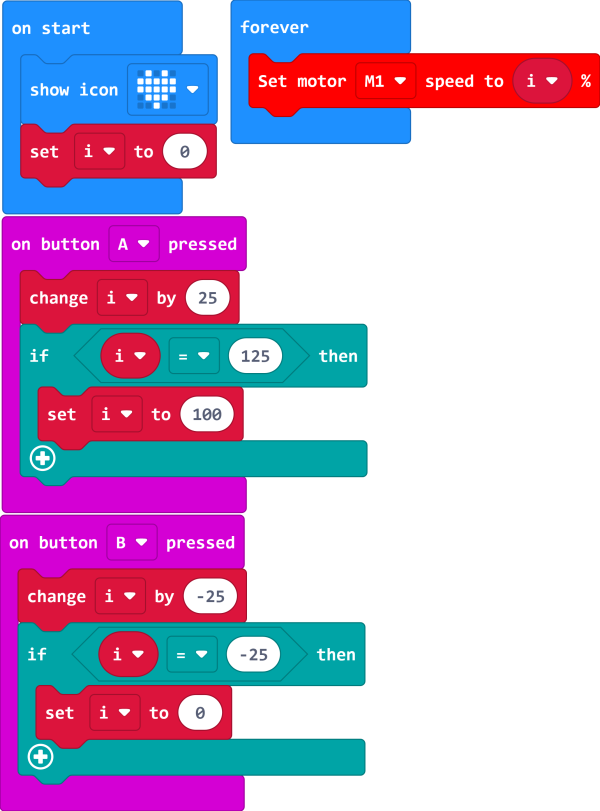 on start
show icon
set i to 0
forever
Set motor M1 speed to i %
on button A pressed
change i by 25
if i = 125 then
set i to 100
on button B pressed
change i by -25
if i = -25 then
set i to 0